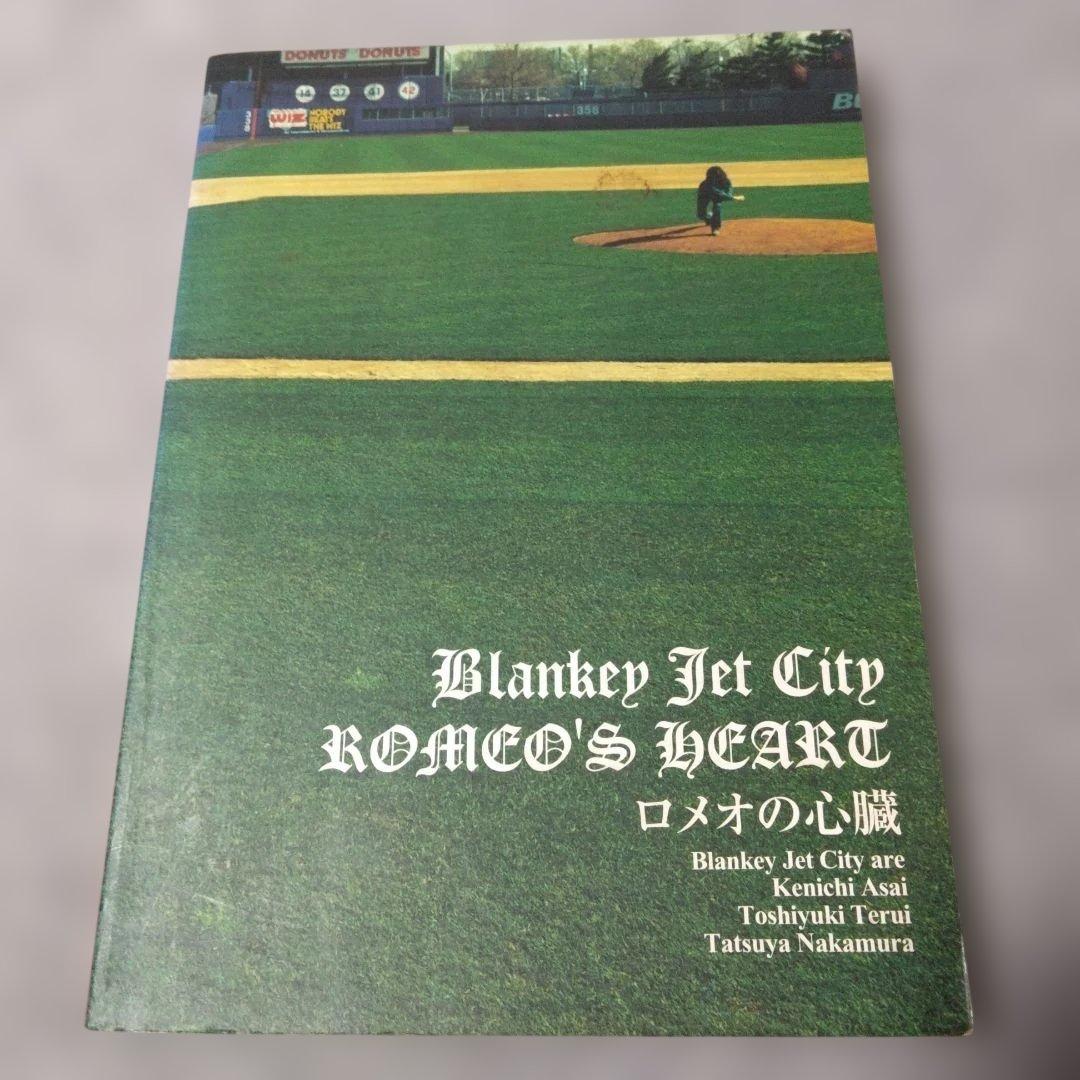 DONUTS DONUTS
14 37 41 42
WIZ NOBODY
BEATS
THE WIZ
358
Blankey Jet City
ROMEO'S HEART
ロメオの心臓
Blankey Jet City are
Kenichi Asai
Toshiyuki Terui
Tatsuya Nakamura